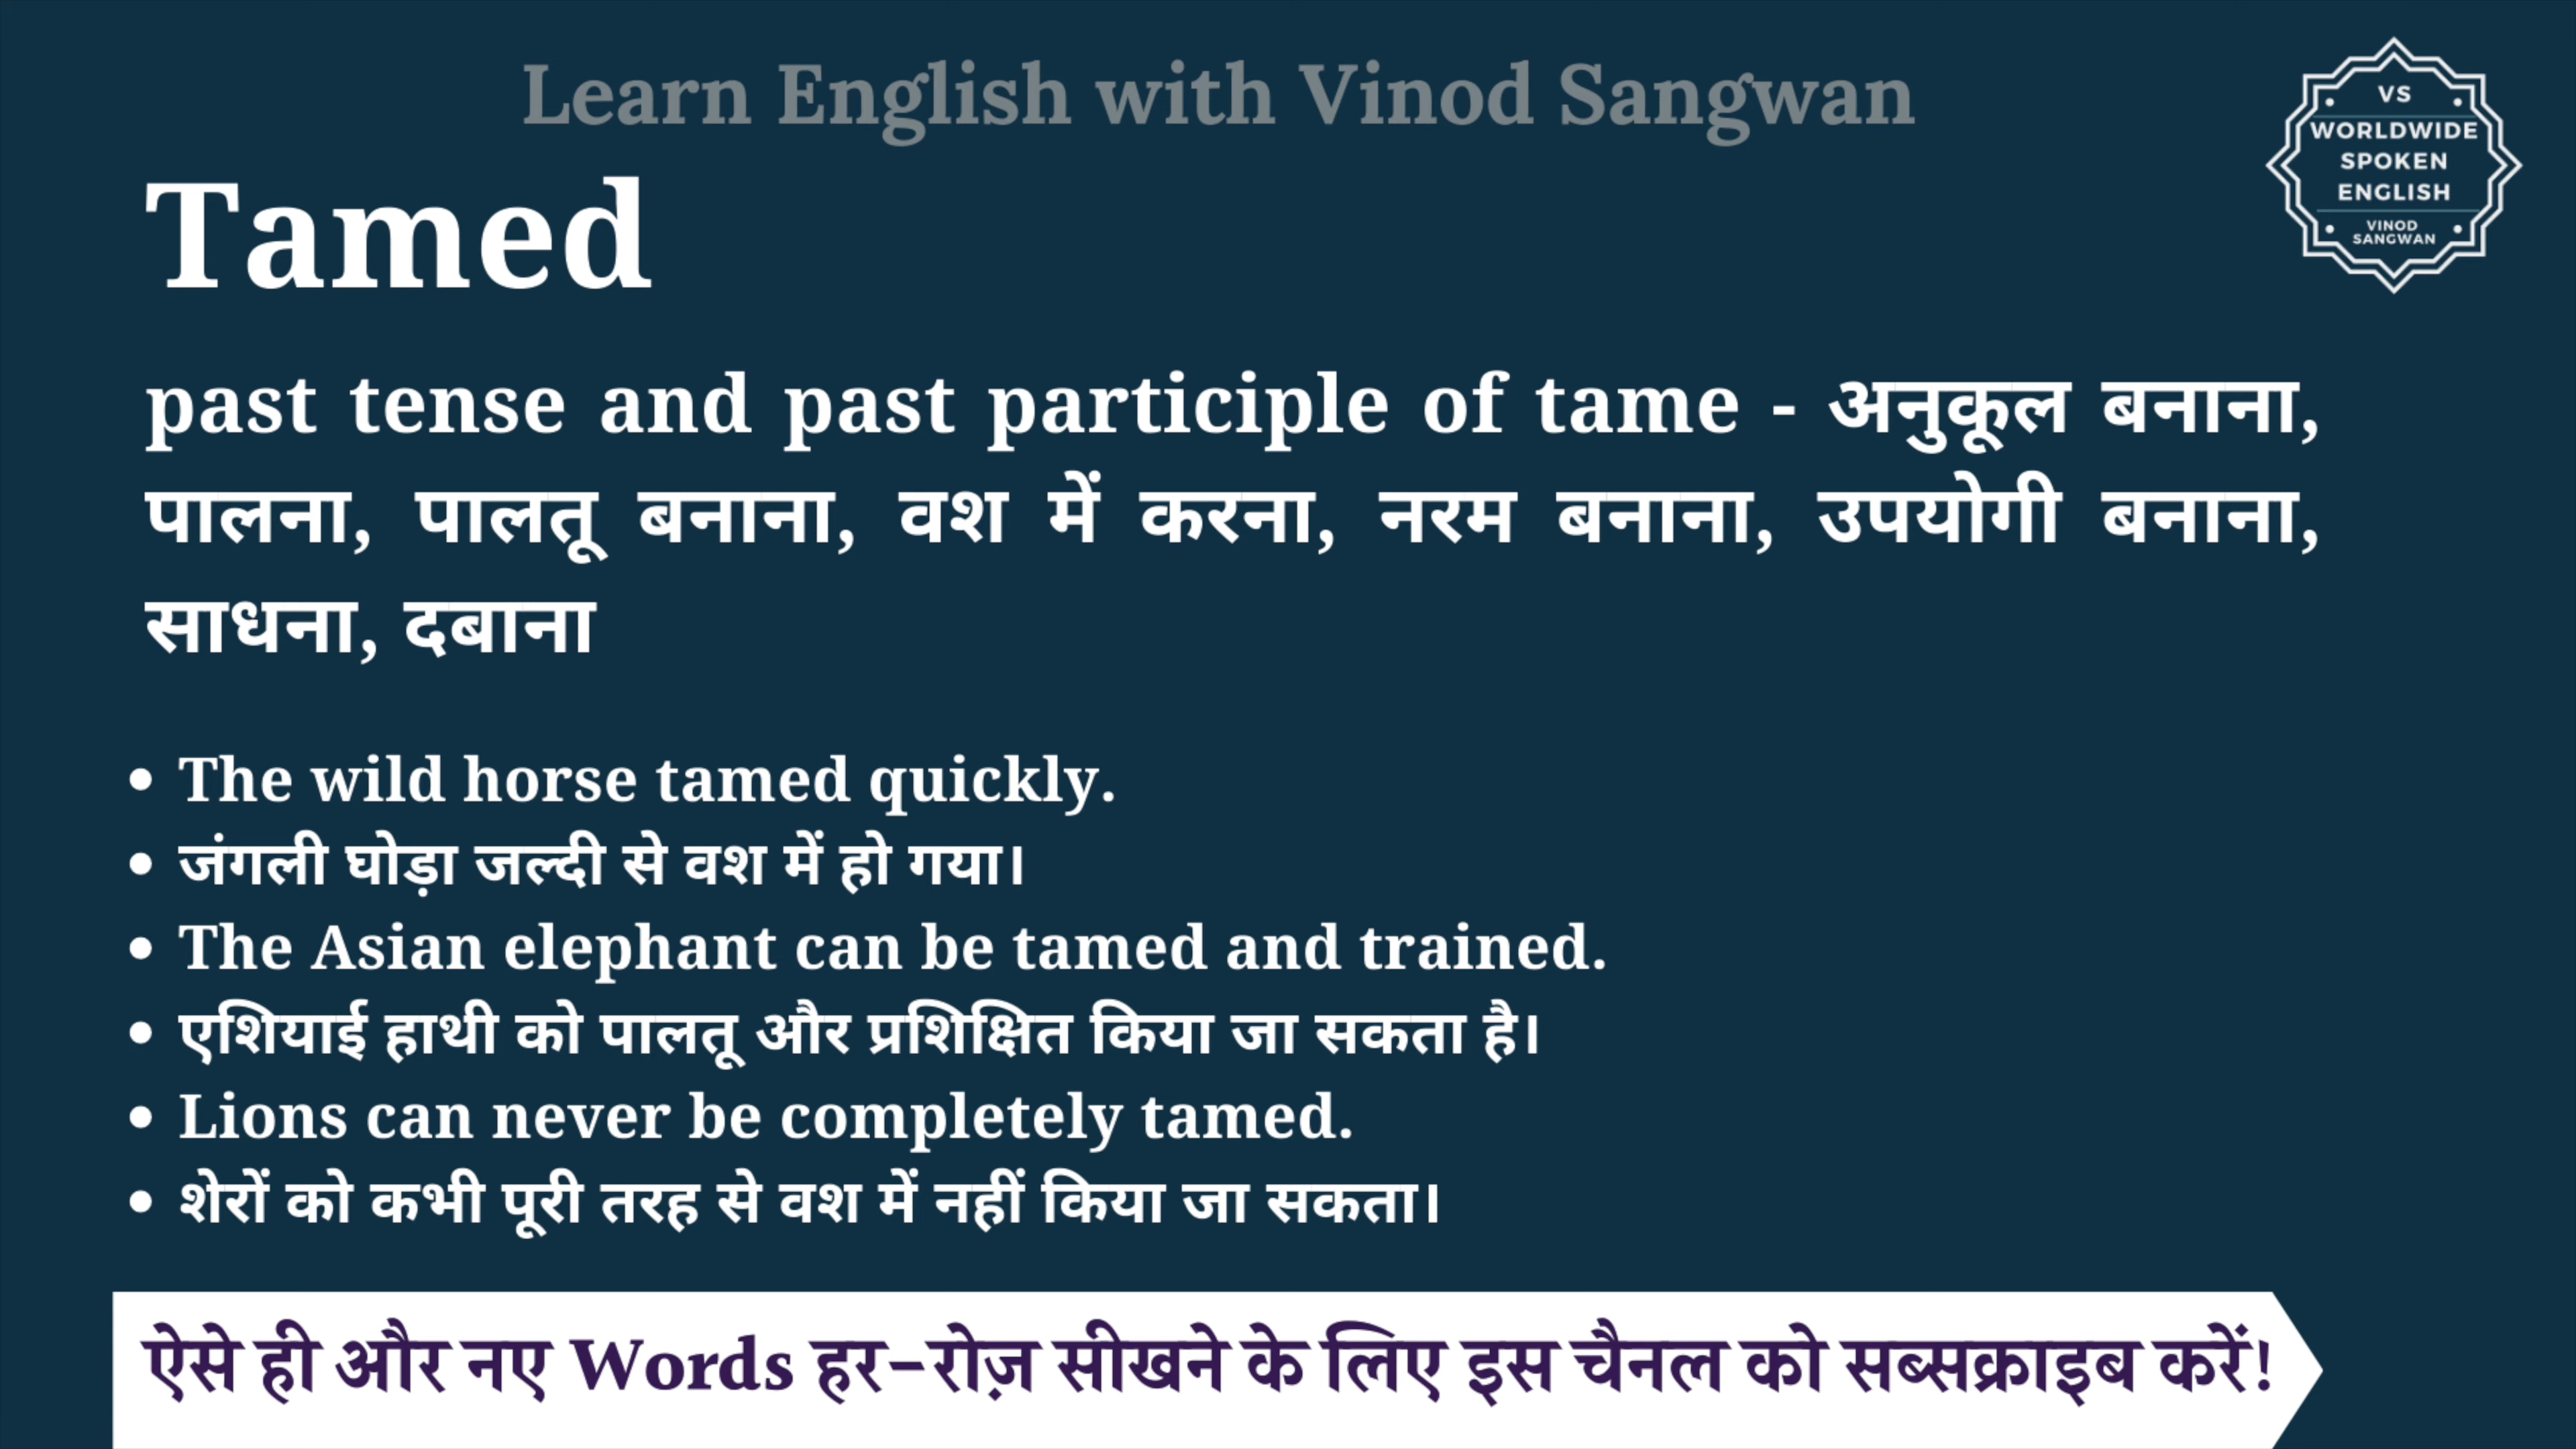 Learn English with Vinod Sangwan
VS
WORLDWIDE
SPOKEN
ENGLISH
VINOD
SANGWAN
Tamed
past tense and past participle of tame - अनुकूल बनाना,
पालना, पालतू बनाना, वश में करना, नरम बनाना, उपयोगी बनाना,
साधना, दबाना
• The wild horse tamed quickly.
• जंगली घोड़ा जल्दी से वश में हो गया।
• The Asian elephant can be tamed and trained.
• एशियाई हाथी को पालतू और प्रशिक्षित किया जा सकता है।
• Lions can never be completely tamed.
• शेरों को कभी पूरी तरह से वश में नहीं किया जा सकता।
ऐसे ही और नए Words हर-रोज़ सीखने के लिए इस चैनल को सब्सक्राइब करें!